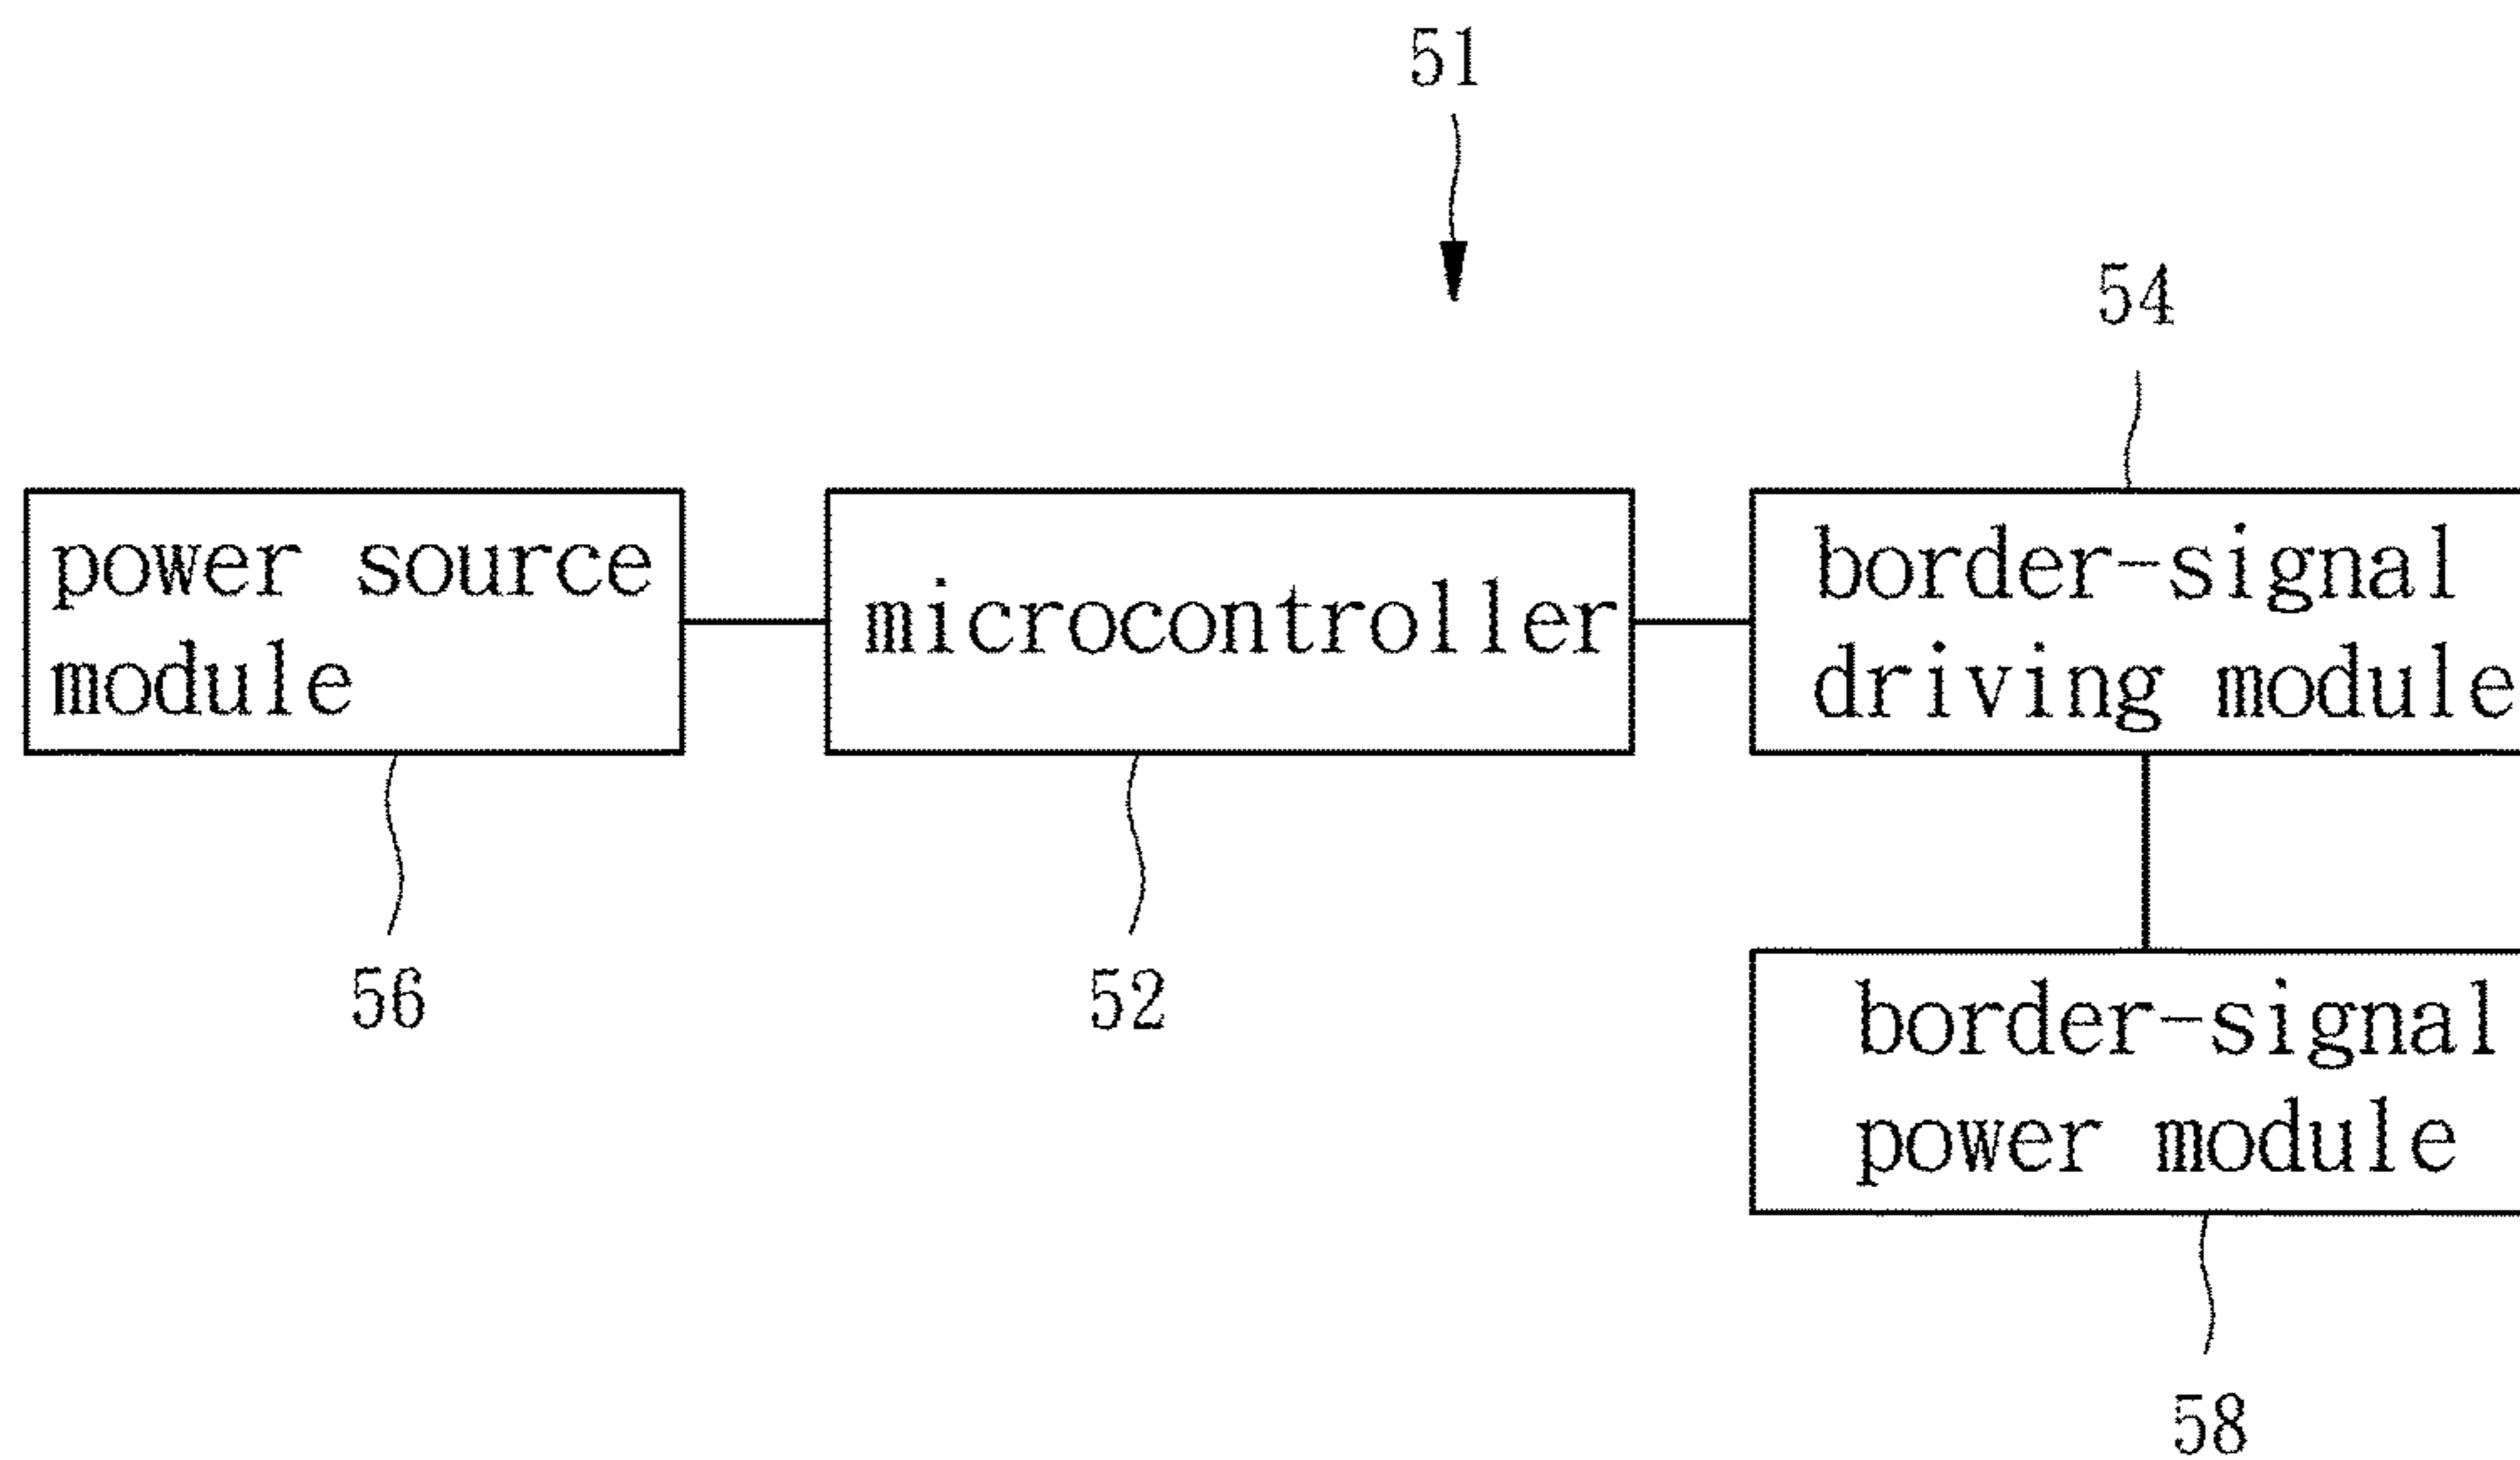 51
54
power source
module
microcontroller
border-signal
driving module
56
52
border-signal
power module
58